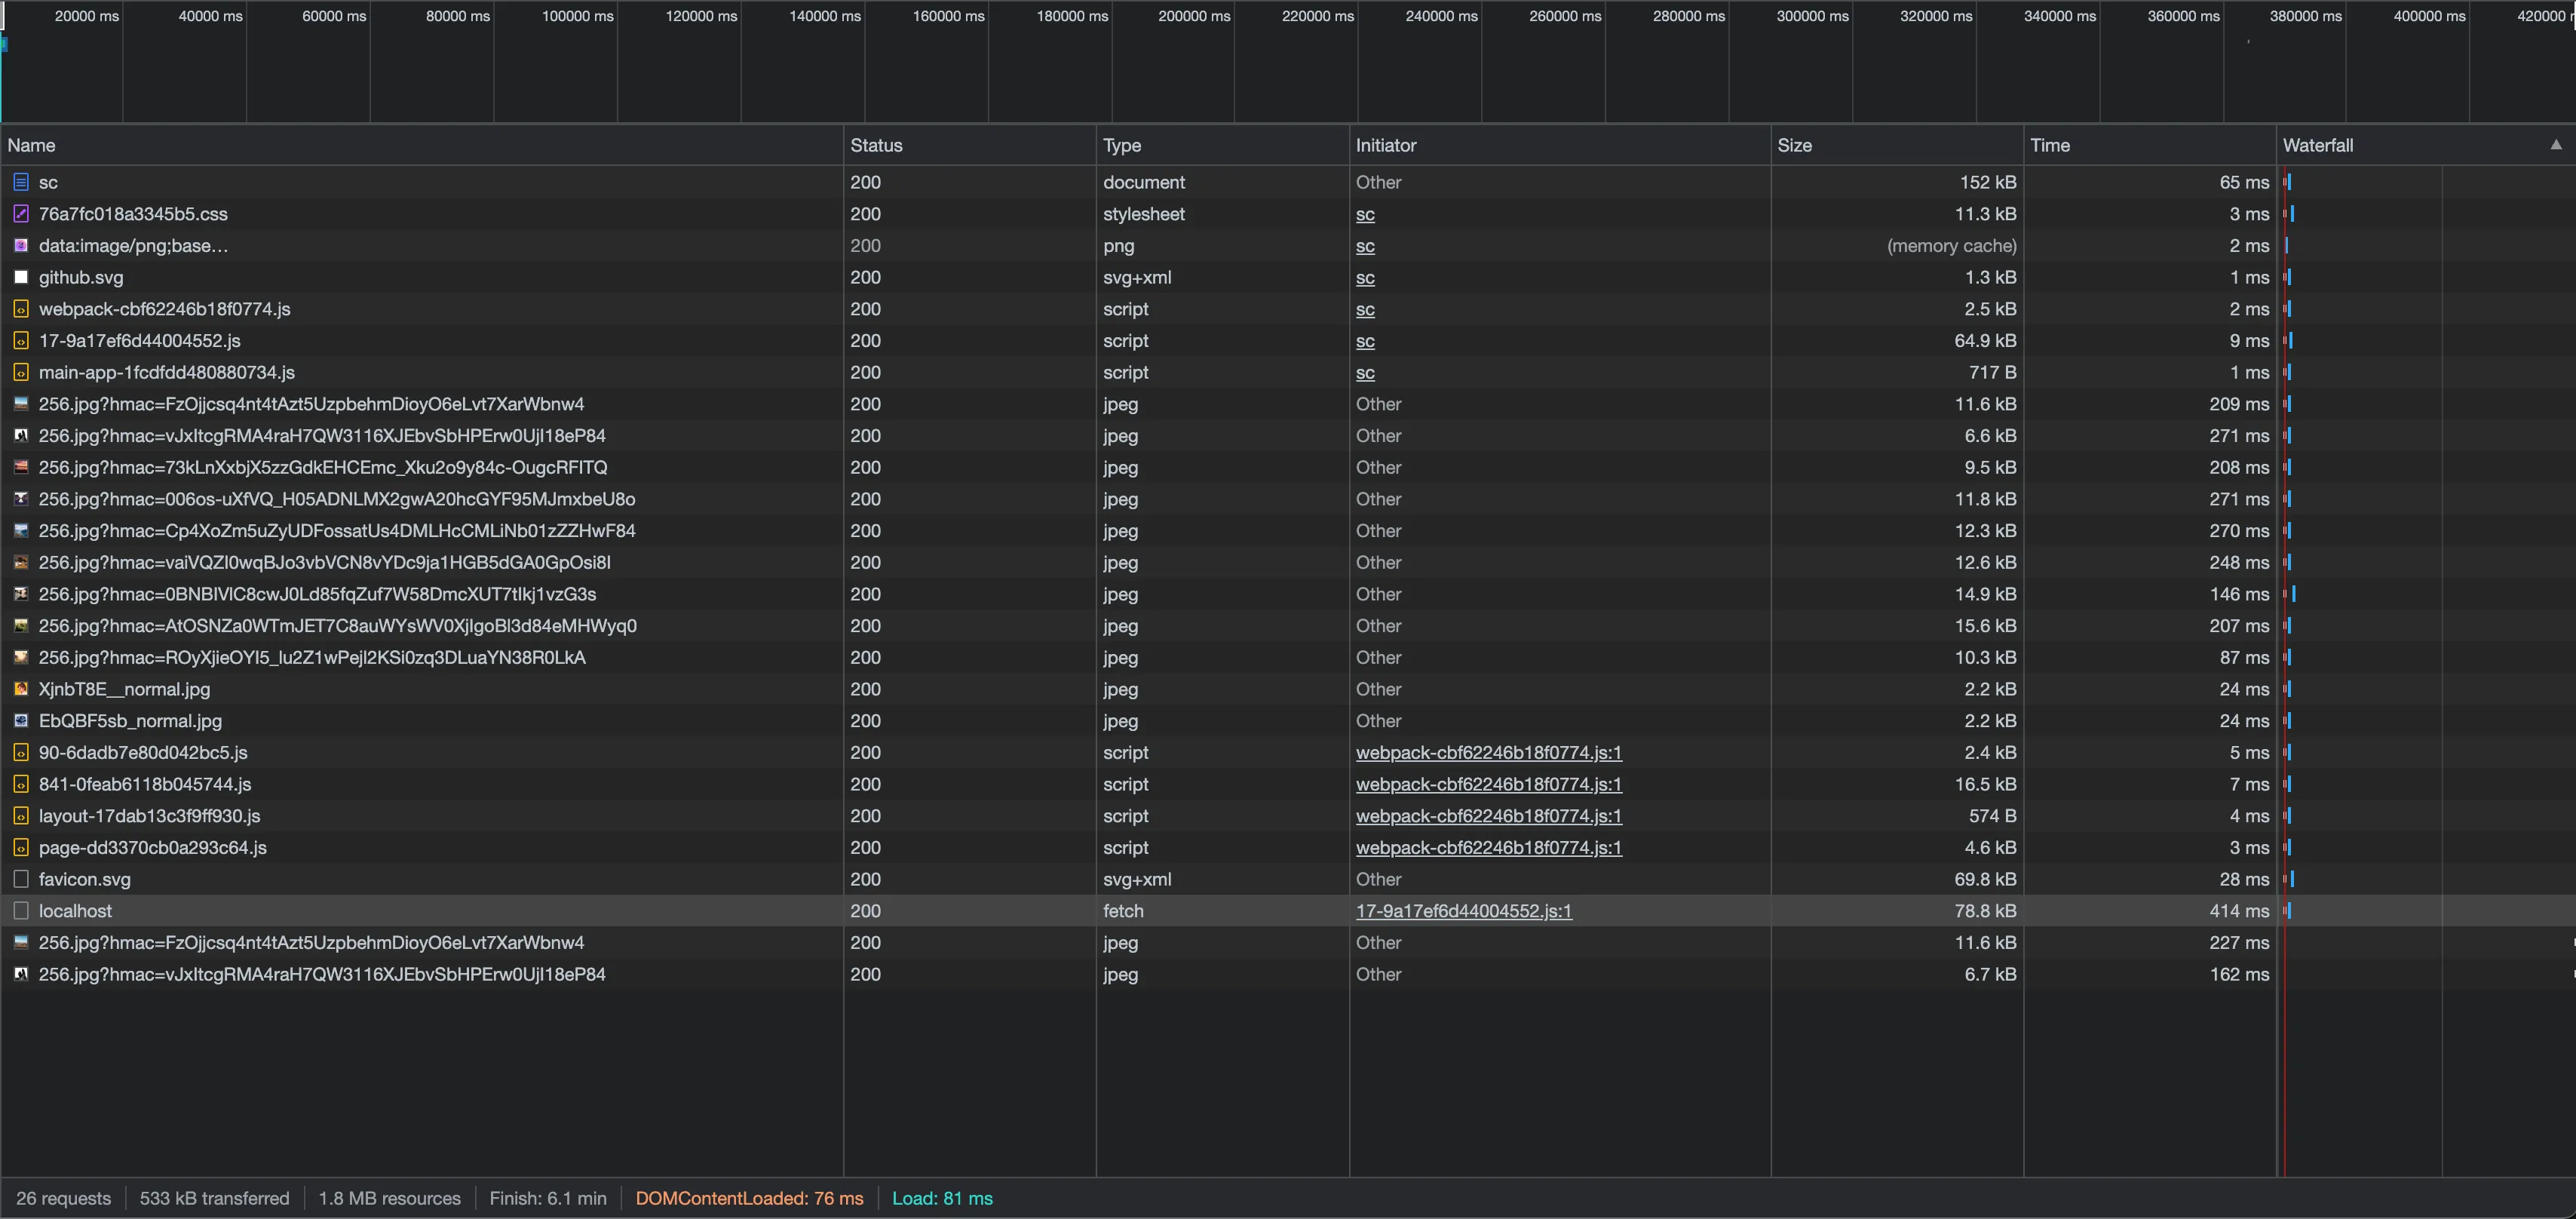 20000 ms 40000 ms 60000 ms 80000 ms 100000 ms 120000 ms 140000 ms 160000 ms 180000 ms 200000 ms 220000 ms 240000 ms 260000 ms 280000 ms 300000 ms 320000 ms 340000 ms 360000 ms 380000 ms 400000 ms 420000
Name Status Type Initiator Size Time Waterfall
sc 200 document Other 152 kB 65 ms
76a7fc018a3345b5.css 200 stylesheet sc 11.3 kB 3 ms
data:image/png;base… 200 png sc (memory cache) 2 ms
github.svg 200 svg+xml sc 1.3 kB 1 ms
webpack-cbf62246b18f0774.js 200 script sc 2.5 kB 2 ms
17-9a17ef6d44004552.js 200 script sc 64.9 kB 9 ms
main-app-1fcdfdd480880734.js 200 script sc 717 B 1 ms
256.jpg?hmac=FzOjjcsq4nt4tAzt5UzpbehmDioyO6eLvt7XarWbnw4 200 jpeg Other 11.6 kB 209 ms
256.jpg?hmac=vJxItcgRMA4raH7QW3116XJEbvSbHPErw0UjI18eP84 200 jpeg Other 6.6 kB 271 ms
256.jpg?hmac=73kLnXxbjX5zzGdkEHCEmc_Xku2o9y84c-OugcRFITQ 200 jpeg Other 9.5 kB 208 ms
256.jpg?hmac=006os-uXfVQ_H05ADNLMX2gwA20hcGYF95MJmxbeU8o 200 jpeg Other 11.8 kB 271 ms
256.jpg?hmac=Cp4XoZm5uZyUDFossatUs4DMLHcCMLiNb01zZZHwF84 200 jpeg Other 12.3 kB 270 ms
256.jpg?hmac=vaiVQZI0wqBJo3vbVCN8vYDc9ja1HGB5dGA0GpOsi8I 200 jpeg Other 12.6 kB 248 ms
256.jpg?hmac=0BNBIVIC8cwJ0Ld85fqZuf7W58DmcXUT7tIkj1vzG3s 200 jpeg Other 14.9 kB 146 ms
256.jpg?hmac=AtOSNZa0WTmJET7C8auWYsWV0XjIgoBl3d84eMHWyq0 200 jpeg Other 15.6 kB 207 ms
256.jpg?hmac=ROyXjieOYI5_lu2Z1wPejI2KSi0zq3DLuaYN38R0LkA 200 jpeg Other 10.3 kB 87 ms
XjnbT8E__normal.jpg 200 jpeg Other 2.2 kB 24 ms
EbQBF5sb_normal.jpg 200 jpeg Other 2.2 kB 24 ms
90-6dadb7e80d042bc5.js 200 script webpack-cbf62246b18f0774.js:1 2.4 kB 5 ms
841-0feab6118b045744.js 200 script webpack-cbf62246b18f0774.js:1 16.5 kB 7 ms
layout-17dab13c3f9ff930.js 200 script webpack-cbf62246b18f0774.js:1 574 B 4 ms
page-dd3370cb0a293c64.js 200 script webpack-cbf62246b18f0774.js:1 4.6 kB 3 ms
favicon.svg 200 svg+xml Other 69.8 kB 28 ms
localhost 200 fetch 17-9a17ef6d44004552.js:1 78.8 kB 414 ms
256.jpg?hmac=FzOjjcsq4nt4tAzt5UzpbehmDioyO6eLvt7XarWbnw4 200 jpeg Other 11.6 kB 227 ms
256.jpg?hmac=vJxItcgRMA4raH7QW3116XJEbvSbHPErw0UjI18eP84 200 jpeg Other 6.7 kB 162 ms
26 requests 533 kB transferred 1.8 MB resources Finish: 6.1 min DOMContentLoaded: 76 ms Load: 81 ms